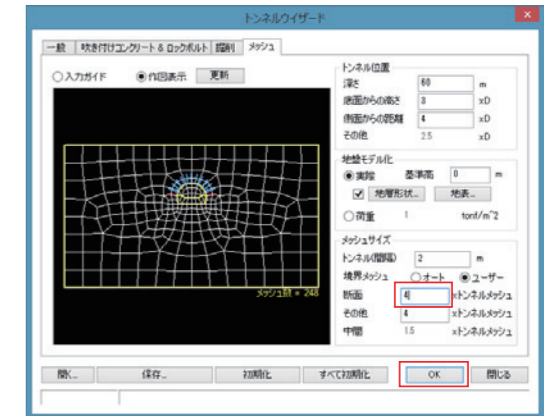 トンネルウィザード
×
一般 吹き付けコンクリート & ロックボルト 掘削 メッシュ
入力ガイド 作図表示 更新
メッシュ数 = 248
トンネル位置
深さ 60 m
底面からの高さ 3 xD
側面からの距離 4 xD
その他 2.5 xD
地盤モデル化
実際 基準高 0 m
地層形状... 地表...
荷重 1 tonf/m^2
メッシュサイズ
トンネル(間隔) 2 m
境界メッシュ オート ユーザー
断面 4 xトンネルメッシュ
その他 4 xトンネルメッシュ
中間 1.5 xトンネルメッシュ
開く... 保存... 初期化 すべて初期化 OK 閉じる